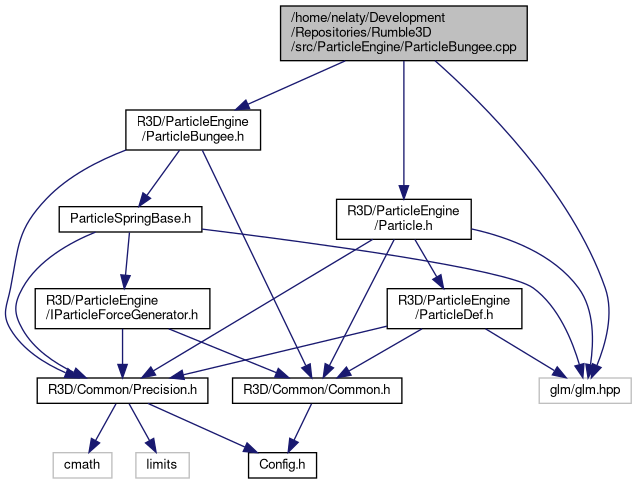 /home/nelaty/Development
/Repositories/Rumble3D
/src/ParticleEngine/ParticleBungee.cpp
R3D/ParticleEngine
/ParticleBungee.h
ParticleSpringBase.h
R3D/ParticleEngine
/Particle.h
R3D/ParticleEngine
/IParticleForceGenerator.h
R3D/ParticleEngine
/ParticleDef.h
R3D/Common/Precision.h
R3D/Common/Common.h
glm/glm.hpp
cmath
limits
Config.h